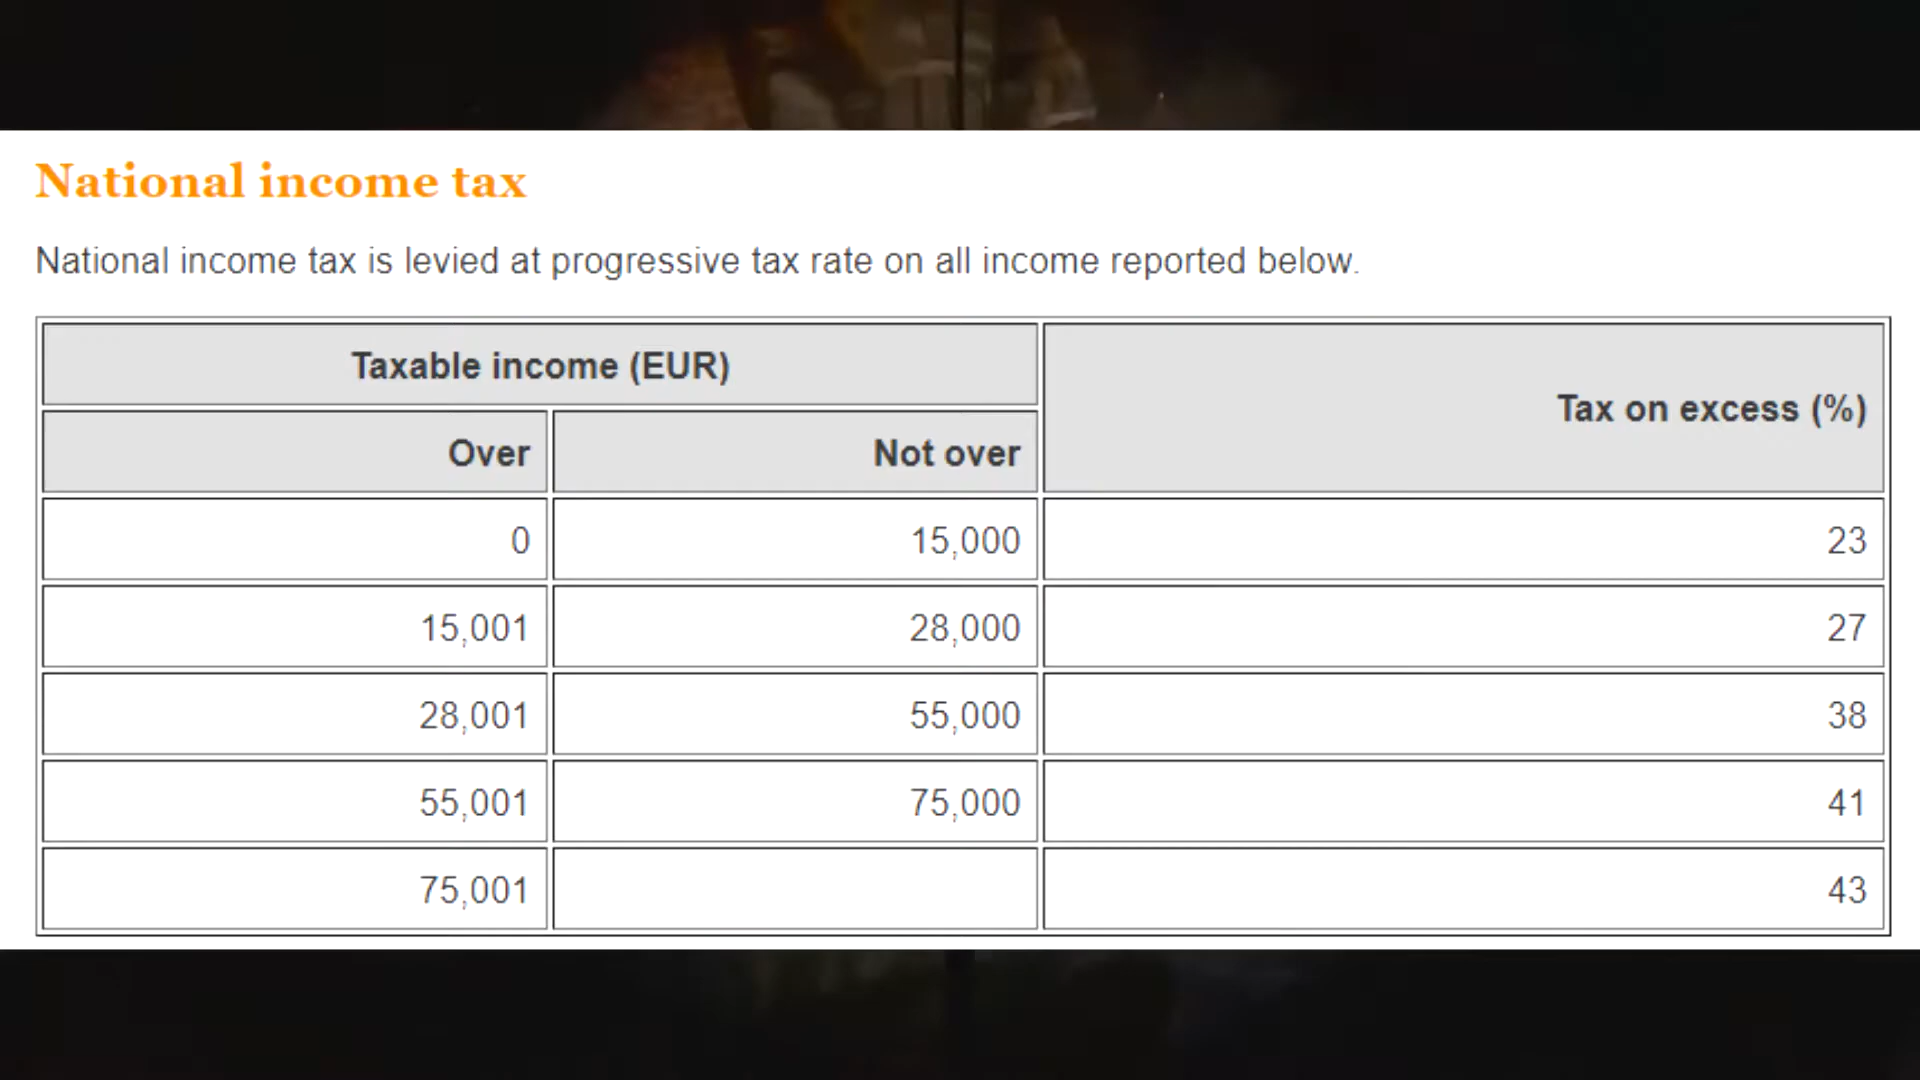 National income tax
National income tax is levied at progressive tax rate on all income reported below.
Taxable income (EUR)
Tax on excess (%)
Over Not over
0 15,000 23
15,001 28,000 27
28,001 55,000 38
55,001 75,000 41
75,001 43